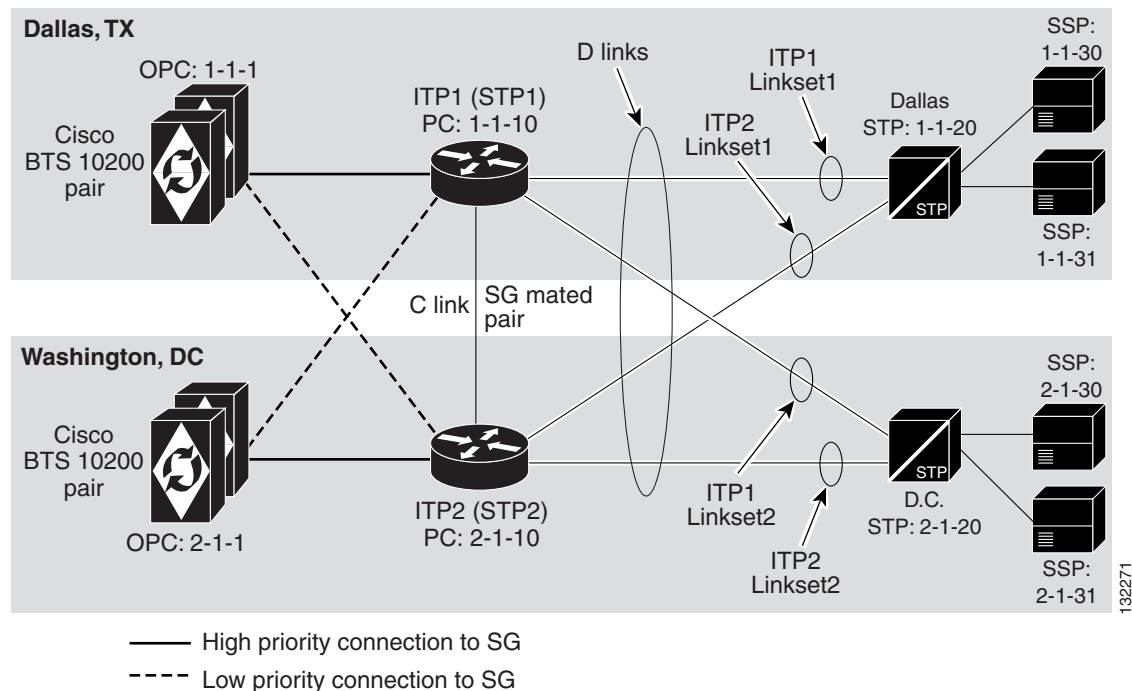 Dallas, TX
OPC: 1-1-1
Cisco
BTS 10200
pair
ITP1 (STP1)
PC: 1-1-10
D links
ITP1
Linkset1
ITP2
Linkset1
Dallas
STP: 1-1-20
STP
SSP:
1-1-30
SSP:
1-1-31
C link
SG mated
pair
Washington, DC
Cisco
BTS 10200
pair
OPC: 2-1-1
ITP2 (STP2)
PC: 2-1-10
ITP1
Linkset2
ITP2
Linkset2
STP
D.C.
STP: 2-1-20
SSP:
2-1-30
SSP:
2-1-31
132271
High priority connection to SG
Low priority connection to SG